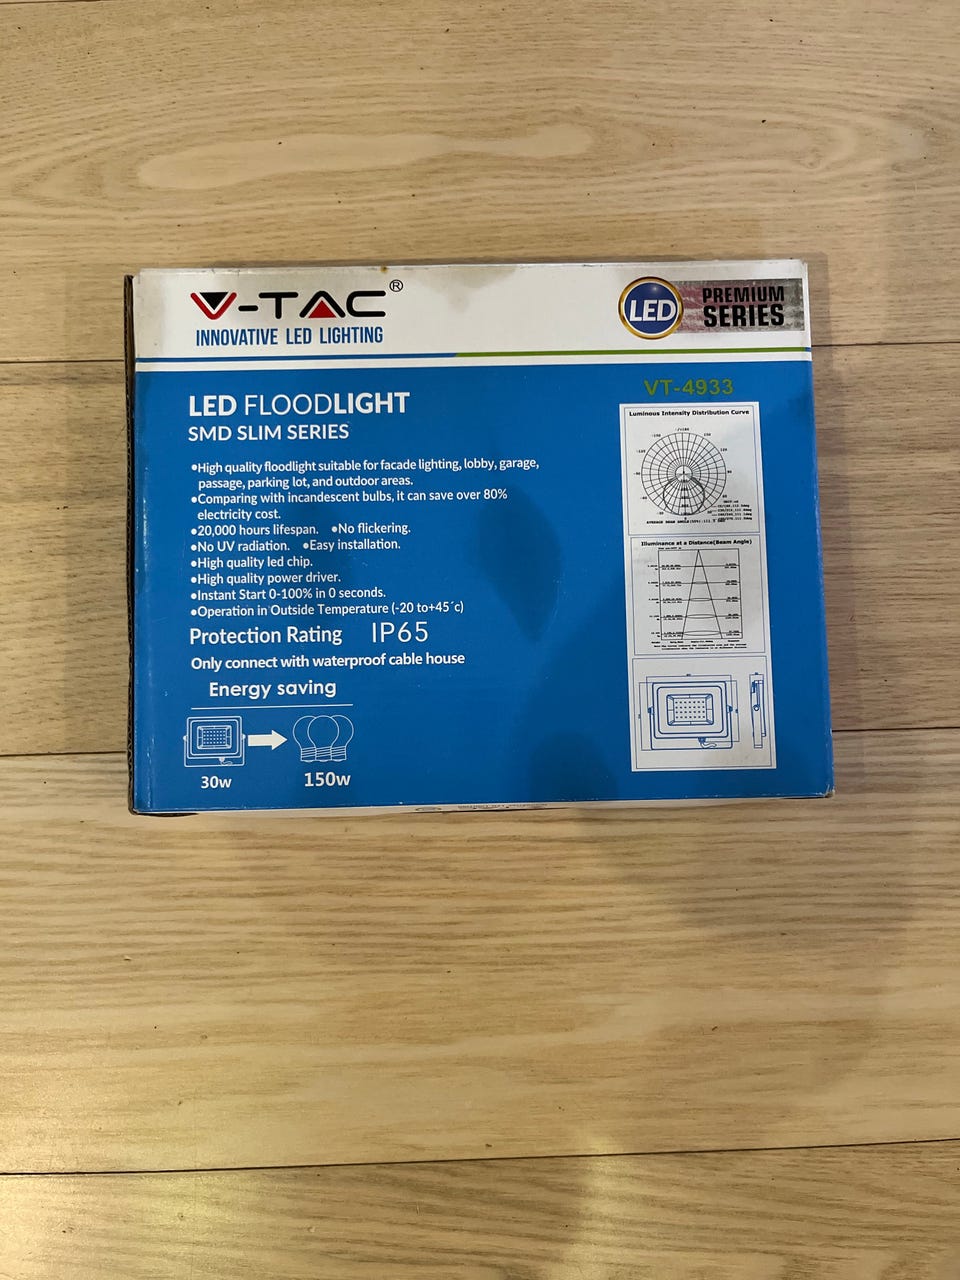 V-TAC®
INNOVATIVE LED LIGHTING
LED
PREMIUM
SERIES
LED FLOODLIGHT
SMD SLIM SERIES
VT-4933
•High quality floodlight suitable for facade lighting, lobby, garage,
passage, parking lot, and outdoor areas.
•Comparing with incandescent bulbs, it can save over 80%
electricity cost.
•20,000 hours lifespan. •No flickering.
•No UV radiation. •Easy installation.
•High quality led chip.
•High quality power driver.
•Instant Start 0-100% in 0 seconds.
•Operation in Outside Temperature (-20 to+45´c)
Protection Rating IP65
Only connect with waterproof cable house
Energy saving
30w
150w
Luminous Intensity Distribution Curve
Illuminance at a Distance(Beam Angle)